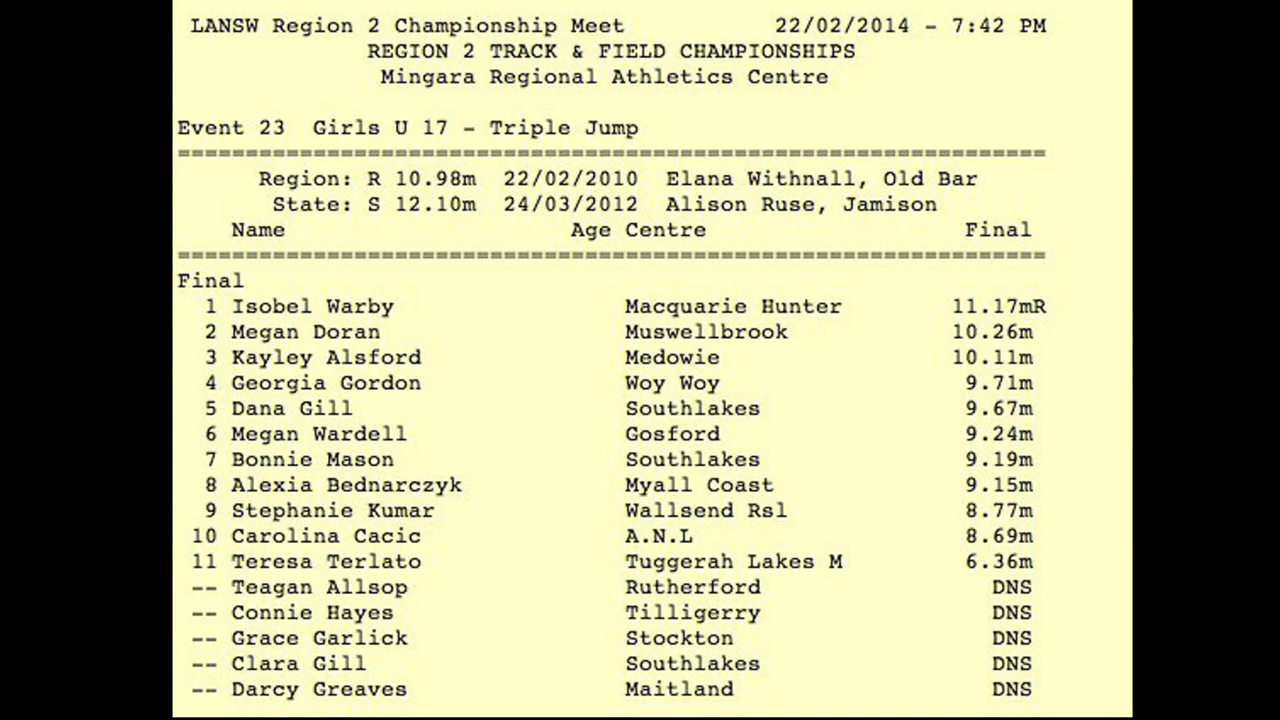 LANSW Region 2 Championship Meet 22/02/2014 - 7:42 PM
REGION 2 TRACK & FIELD CHAMPIONSHIPS
Mingara Regional Athletics Centre
Event 23 Girls U 17 - Triple Jump
================================================================
Region: R 10.98m 22/02/2010 Elana Withnall, Old Bar
State: S 12.10m 24/03/2012 Alison Ruse, Jamison
Name Age Centre Final
================================================================
Final
1 Isobel Warby Macquarie Hunter 11.17mR
2 Megan Doran Muswellbrook 10.26m
3 Kayley Alsford Medowie 10.11m
4 Georgia Gordon Woy Woy 9.71m
5 Dana Gill Southlakes 9.67m
6 Megan Wardell Gosford 9.24m
7 Bonnie Mason Southlakes 9.19m
8 Alexia Bednarczyk Myall Coast 9.15m
9 Stephanie Kumar Wallsend Rsl 8.77m
10 Carolina Cacic A.N.L 8.69m
11 Teresa Terlato Tuggerah Lakes M 6.36m
-- Teagan Allsop Rutherford DNS
-- Connie Hayes Tilligerry DNS
-- Grace Garlick Stockton DNS
-- Clara Gill Southlakes DNS
-- Darcy Greaves Maitland DNS